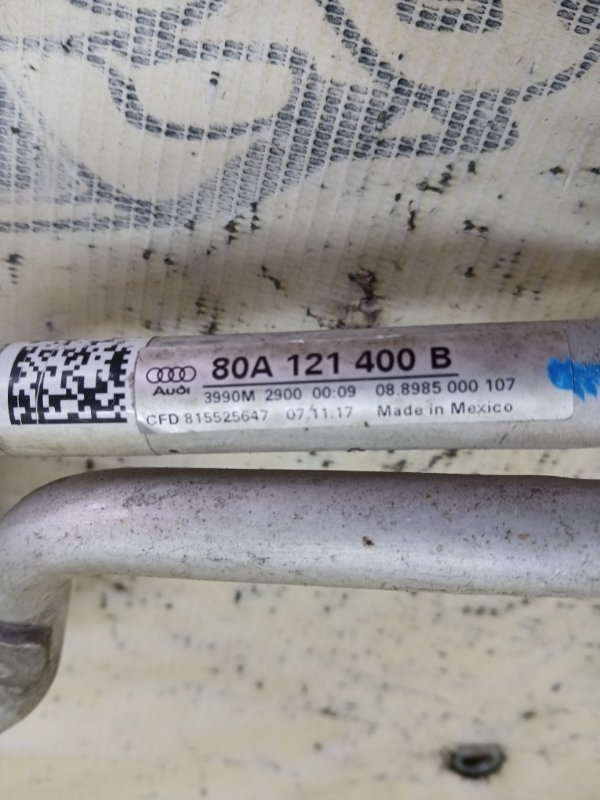 80A 121 400 B
Audi
3990M 2900 00:09 08.8985 000 107
CFD 815525647 07.11.17 Made in Mexico